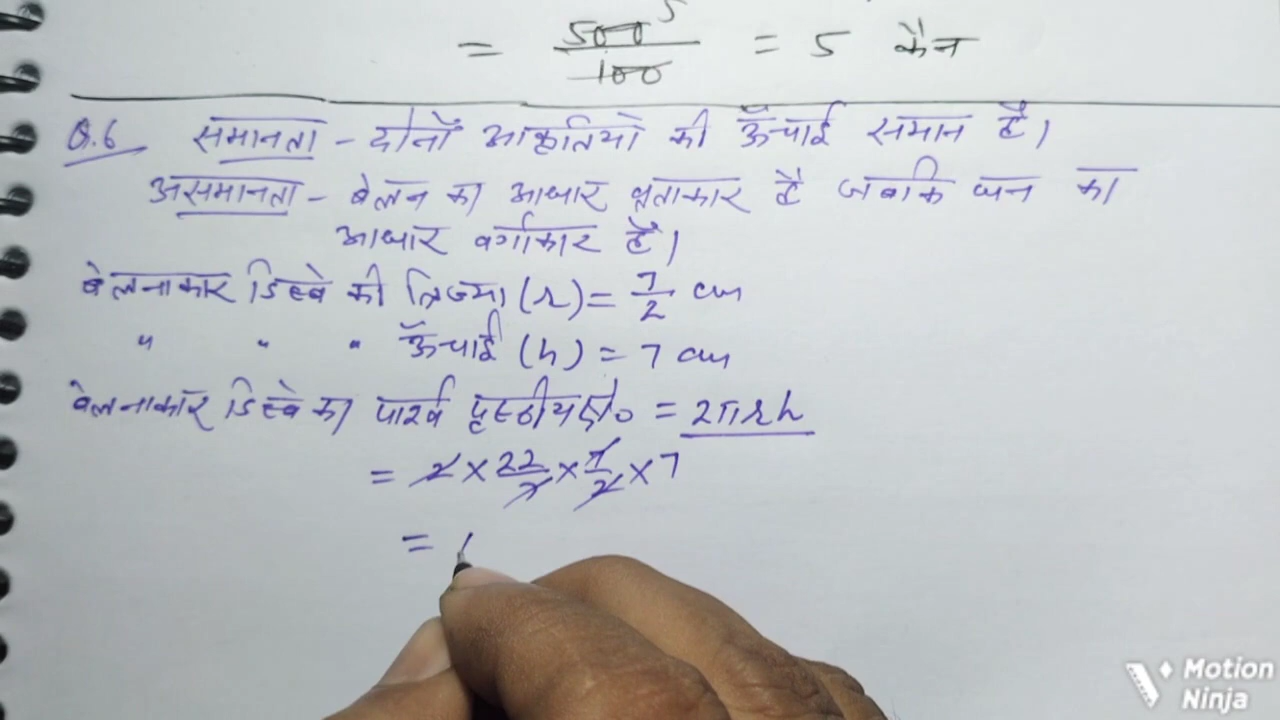 = 500 5 / 100 = 5 कैन
Q.6 समानता - दोनों आकृतियों की ऊँचाई समान है।
असमानता - बेलन का आधार वृत्ताकार है जबकि घन का
आधार वर्गाकार है।
बेलनाकार डिब्बे की त्रिज्या (r) = 7/2 cm
" " " ऊँचाई (h) = 7 cm
बेलनाकार डिब्बे का पार्श्व पृष्ठीय क्षे० = 2πrh
= 2 × 22/7 × 7/2 × 7
= 1
Motion
Ninja